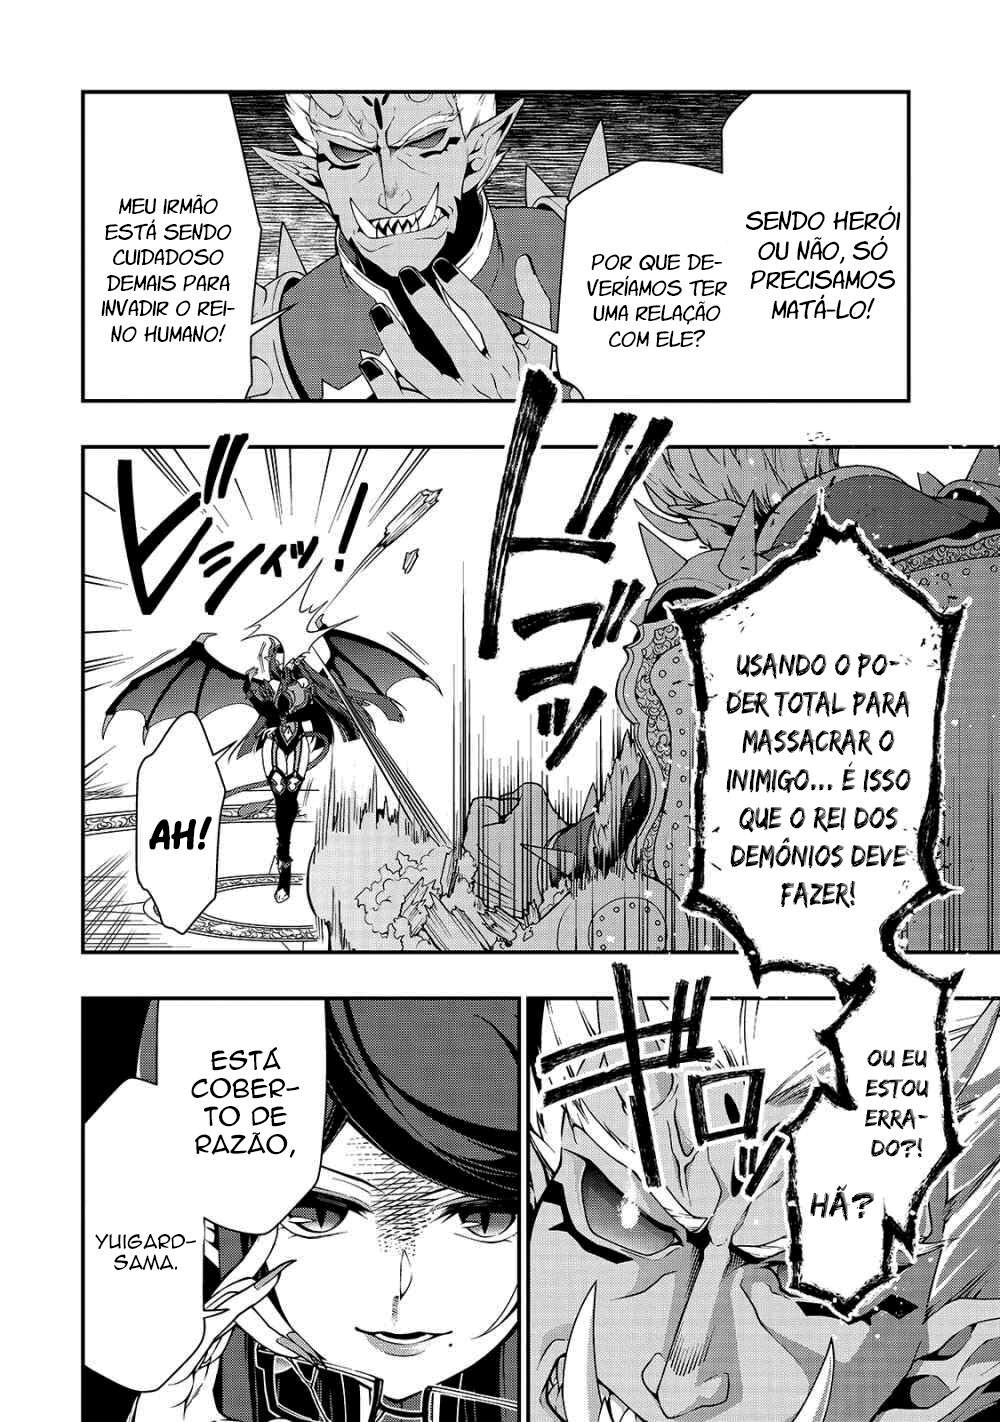 SENDO HERÓI
OU NÃO, SÓ
PRECISAMOS
MATÁ-LO!
POR QUE DE-
VERÍAMOS TER
UMA RELAÇÃO
COM ELE?
MEU IRMÃO
ESTÁ SENDO
CUIDADOSO
DEMAIS PARA
INVADIR O REI-
NO HUMANO!
ドゴ!!
USANDO O PO-
DER TOTAL PARA
MASSACRAR O
INIMIGO... É ISSO
QUE O REI DOS
DEMÔNIOS DEVE
FAZER!
ビシィッ!
AH!
OU EU
ESTOU
ERRA-
DO?!
HÃ?
ギロ
ESTÁ
COBER-
TO DE
RAZÃO,
YUIGARD-
SAMA.